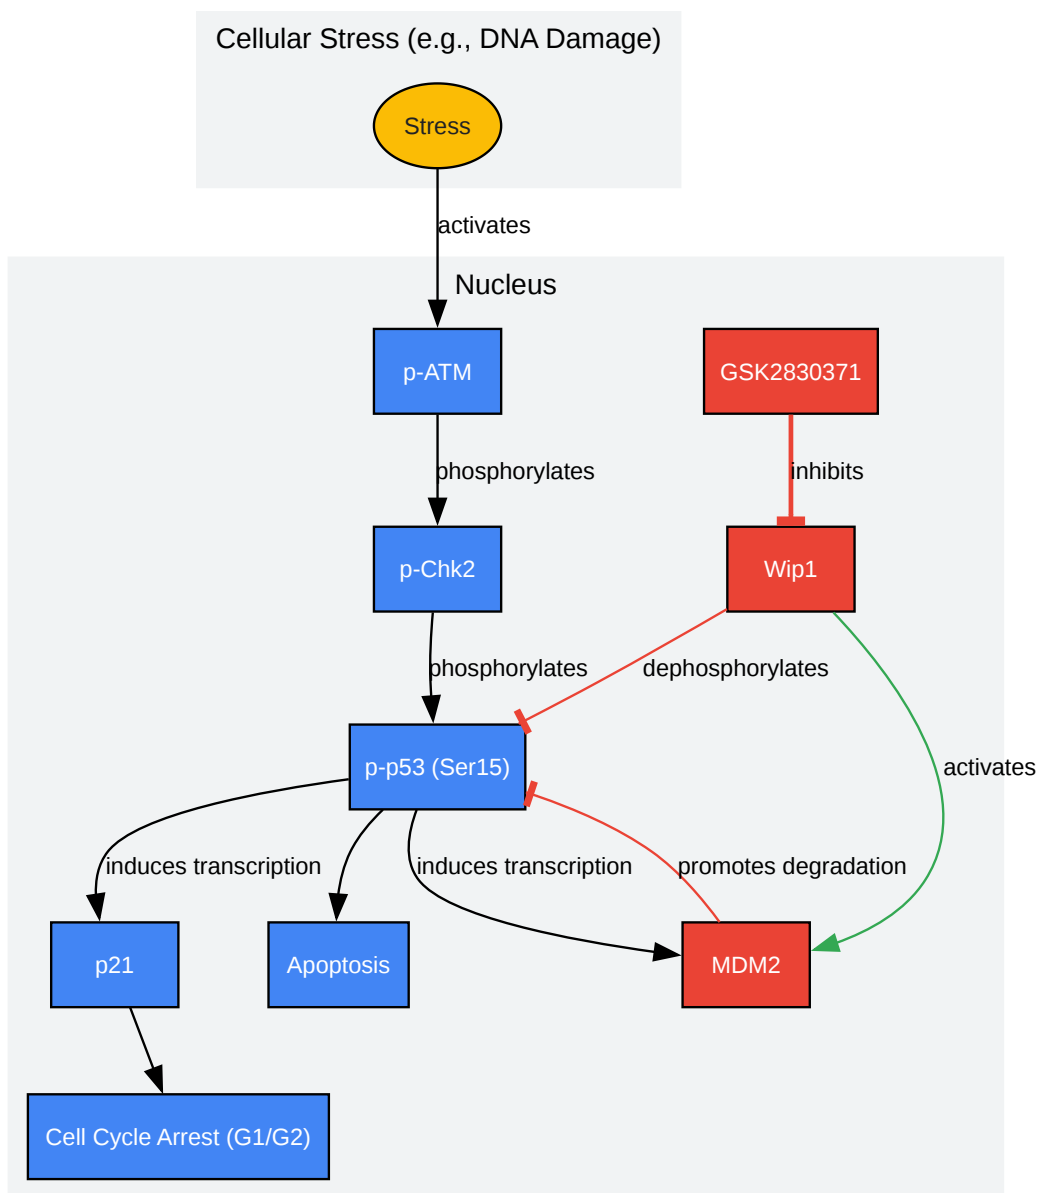 Cellular Stress (e.g., DNA Damage)
Stress
activates
Nucleus
p-ATM
GSK2830371
phosphorylates
inhibits
p-Chk2
Wip1
phosphorylates
dephosphorylates
p-p53 (Ser15)
activates
induces transcription
induces transcription
promotes degradation
p21
Apoptosis
MDM2
Cell Cycle Arrest (G1/G2)